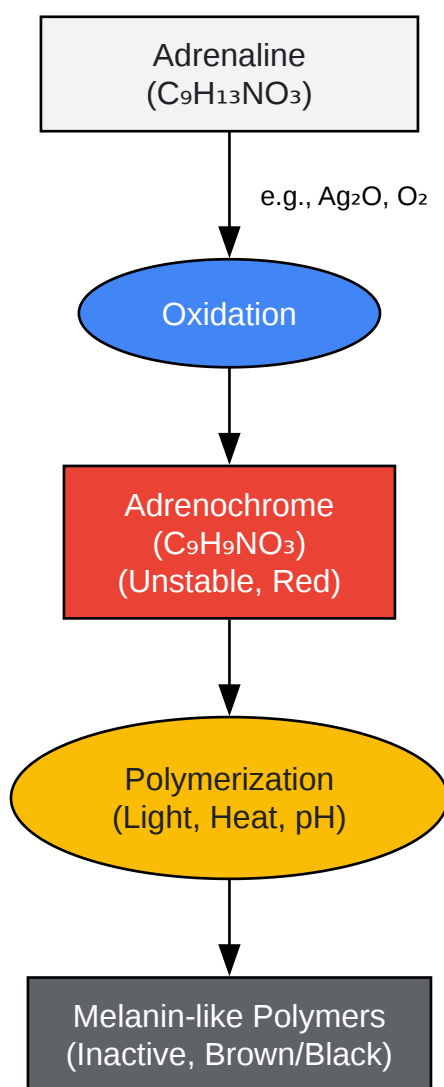 Adrenaline
(C₉H₁₃NO₃)
e.g., Ag₂O, O₂
Oxidation
Adrenochrome
(C₉H₉NO₃)
(Unstable, Red)
Polymerization
(Light, Heat, pH)
Melanin-like Polymers
(Inactive, Brown/Black)